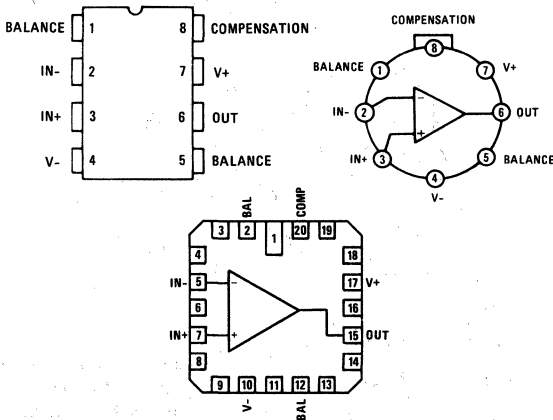 BALANCE 1 8 COMPENSATION
IN- 2 7 V+
IN+ 3 6 OUT
V- 4 5 BALANCE
COMPENSATION
8
BALANCE 1 7 V+
IN- 2 - 6 OUT
IN+ 3 + 5 BALANCE
4
V-
BAL COMP
3 2 1 20 19
4 18
IN- 5 - 17 V+
6 16
IN+ 7 + 15 OUT
8 14
9 10 11 12 13
V- BAL